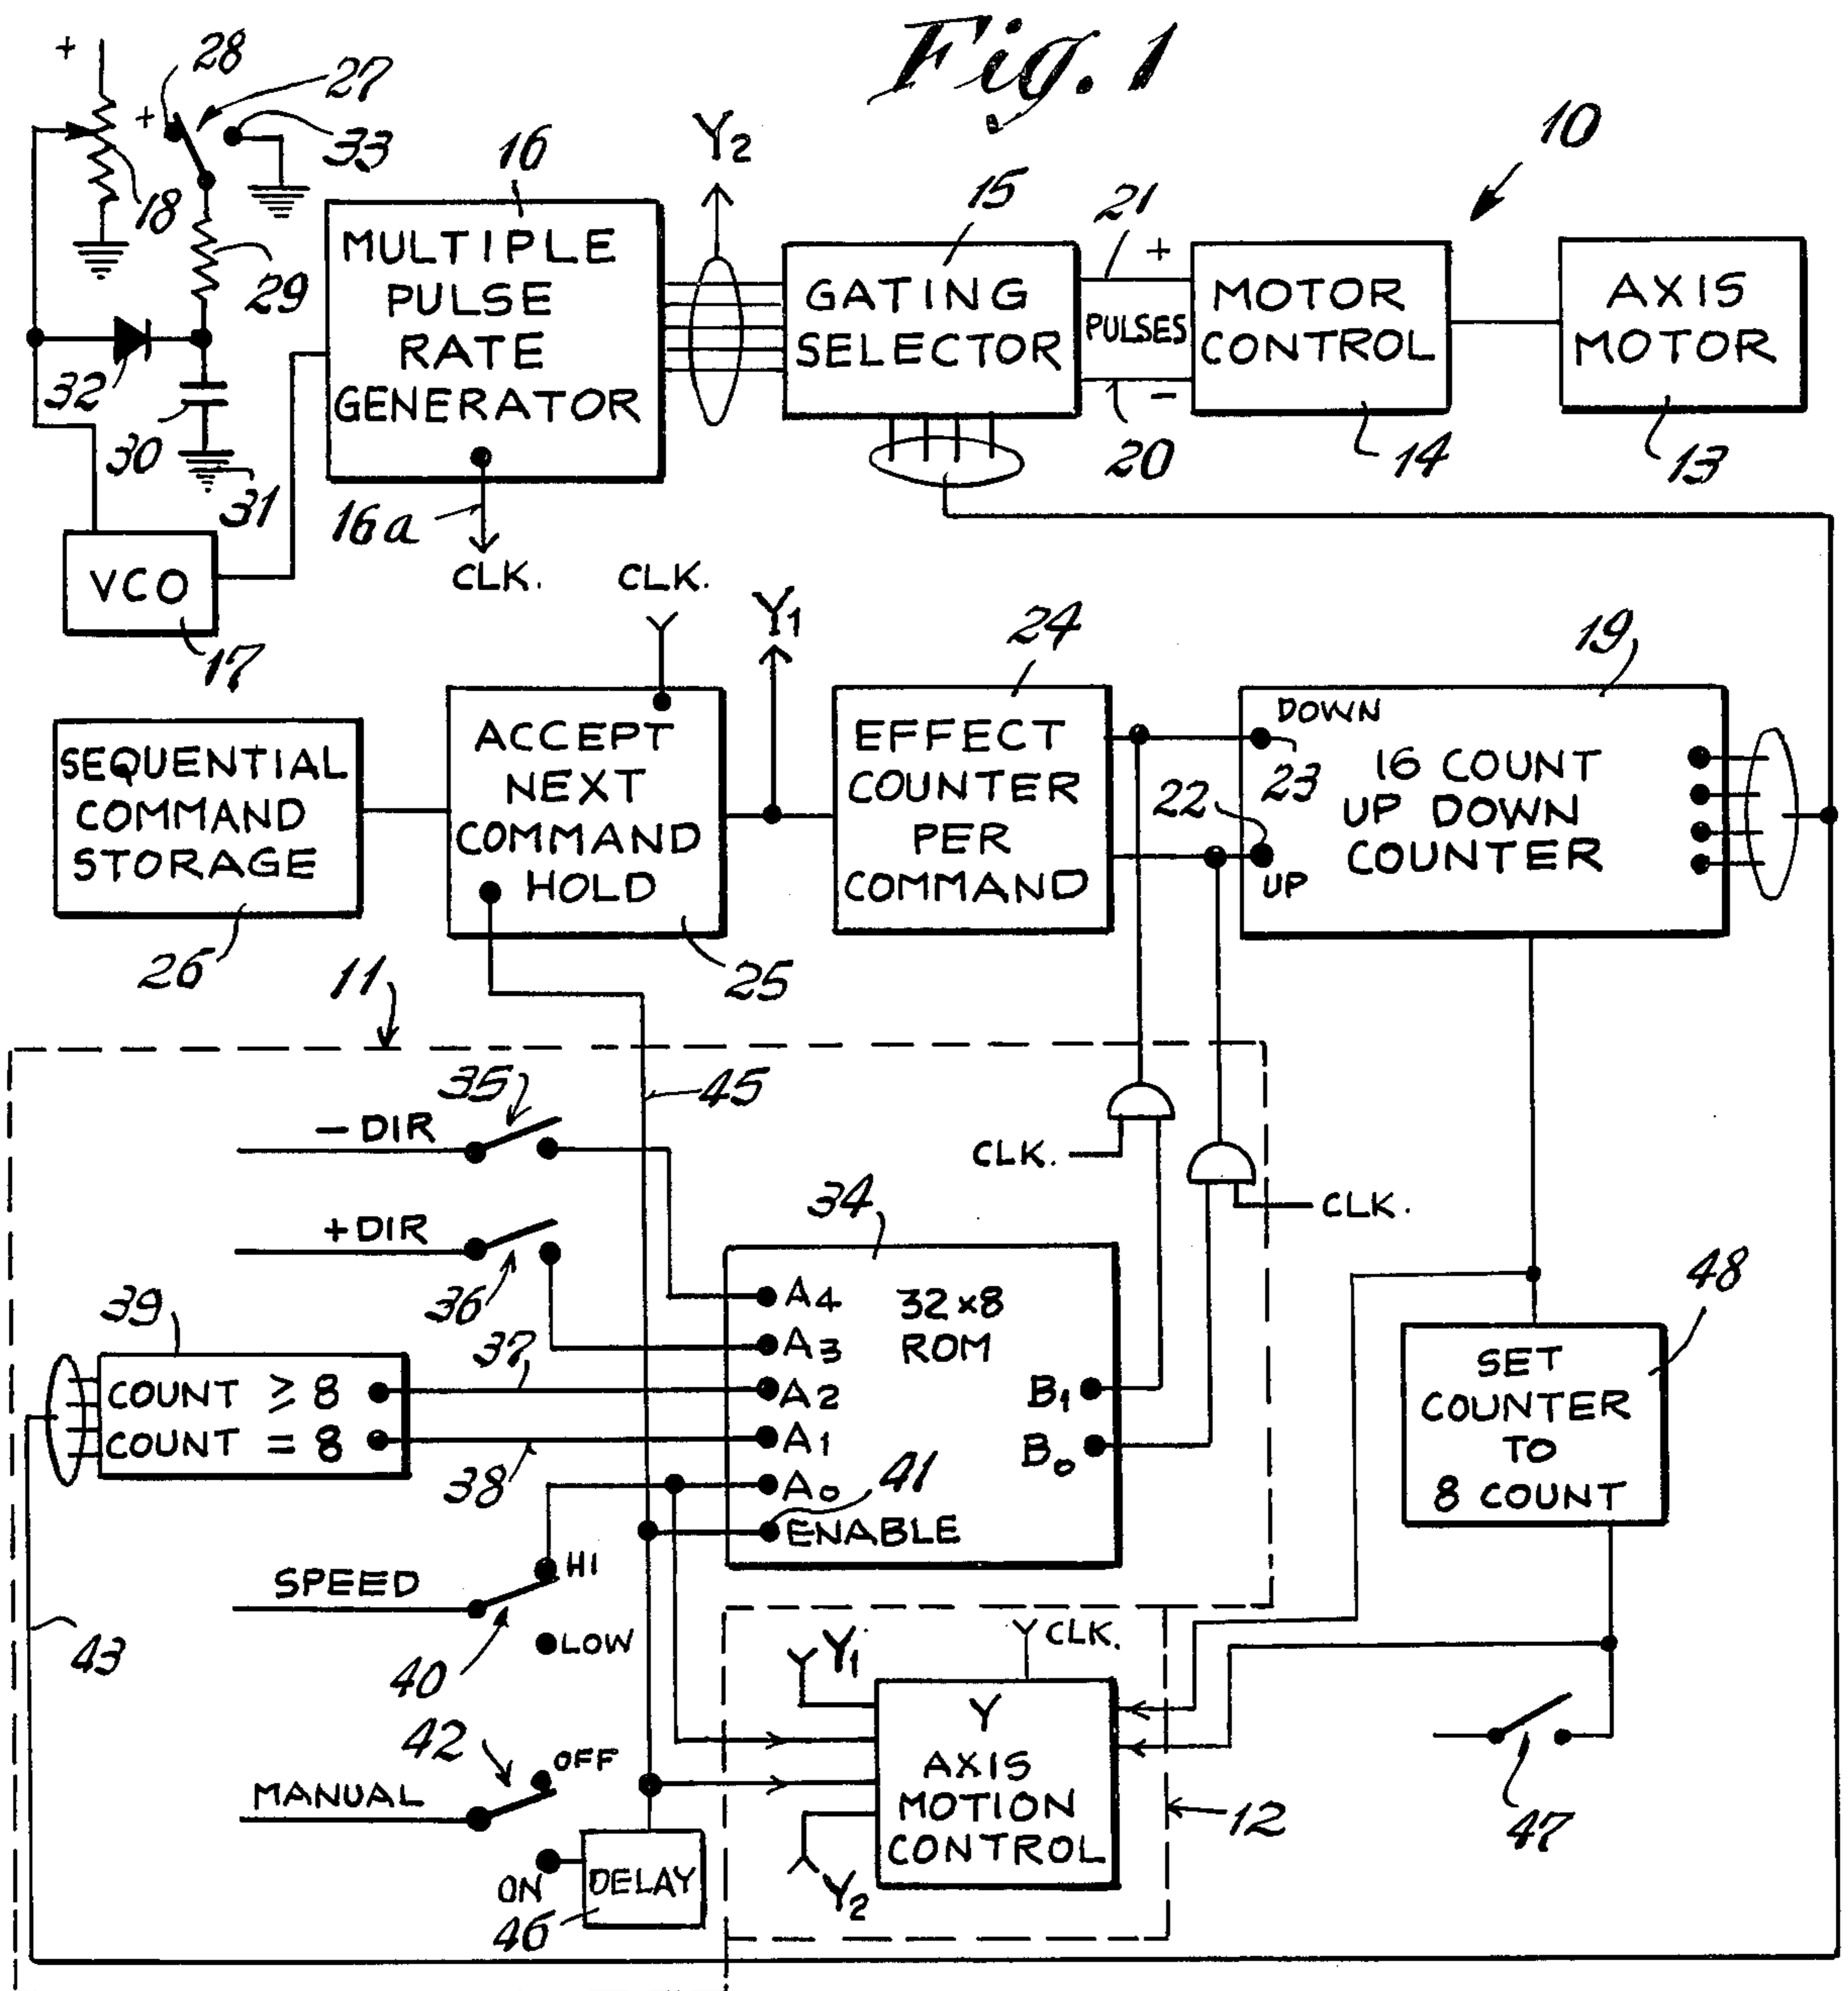 Fig. 1
+
28
27
+
33
18
29
32
30
31
16
MULTIPLE
PULSE
RATE
GENERATOR
16a
CLK.
Y2
15
GATING
SELECTOR
21
+
PULSES
-
20
MOTOR
CONTROL
14
10
AXIS
MOTOR
13
VCO
17
CLK.
Y1
24
19
SEQUENTIAL
COMMAND
STORAGE
26
ACCEPT
NEXT
COMMAND
HOLD
25
EFFECT
COUNTER
PER
COMMAND
DOWN
23
22
UP
16 COUNT
UP DOWN
COUNTER
11
45
35
- DIR
+DIR
36
CLK.
CLK.
34
A4
A3
A2
A1
A0
32x8
ROM
B1
B0
41
ENABLE
39
COUNT ≥ 8
COUNT = 8
37
38
48
SET
COUNTER
TO
8 COUNT
SPEED
HI
LOW
40
43
42
MANUAL
OFF
ON
DELAY
46
Y1
CLK.
Y
AXIS
MOTION
CONTROL
Y2
12
47